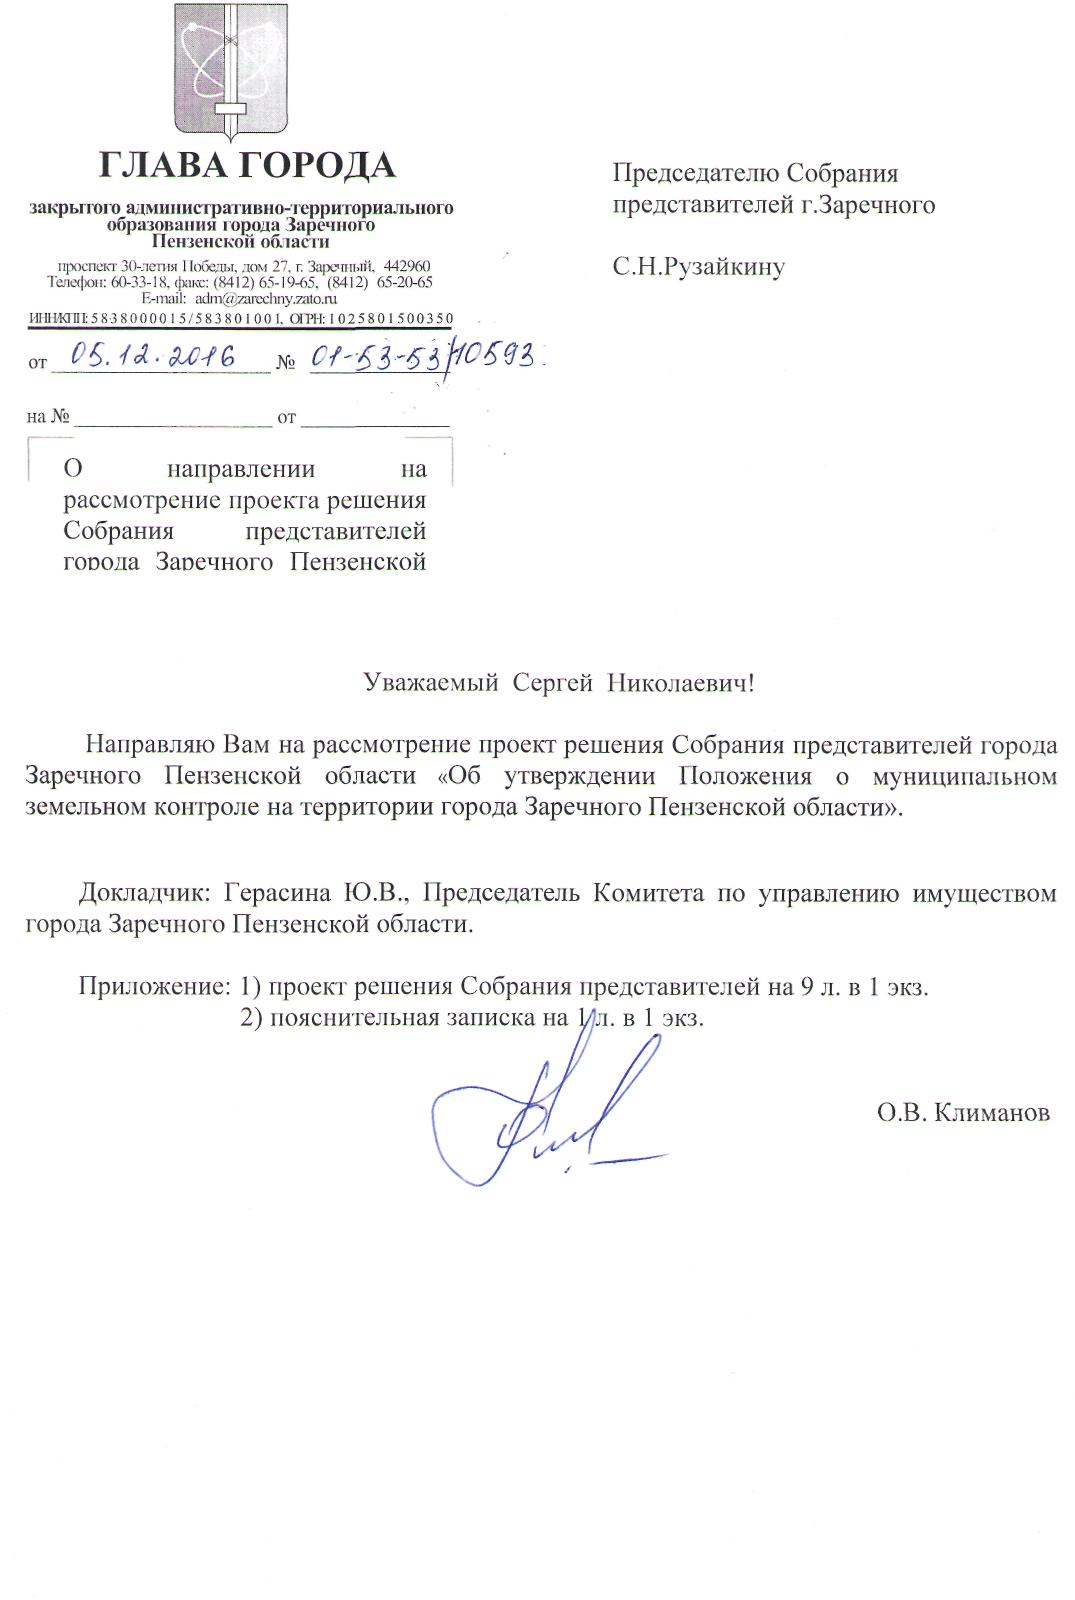 ГЛАВА ГОРОДА
закрытого административно-территориального
образования города Заречного
Пензенской области
проспект 30-летия Победы, дом 27, г. Заречный, 442960
Телефон: 60-33-18, факс: (8412) 65-19-65, (8412) 65-20-65
E-mail: adm@zarechny.zato.ru
ИНН/КПП: 5838000015/583801001, ОГРН: 1025801500350
от 05.12.2016 № 01-53-53/10593.
на № ____________ от ____________
Председателю Собрания
представителей г.Заречного
С.Н.Рузайкину
О направлении на
рассмотрение проекта решения
Собрания представителей
города Заречного Пензенской
Уважаемый Сергей Николаевич!
Направляю Вам на рассмотрение проект решения Собрания представителей города
Заречного Пензенской области «Об утверждении Положения о муниципальном
земельном контроле на территории города Заречного Пензенской области».
Докладчик: Герасина Ю.В., Председатель Комитета по управлению имуществом
города Заречного Пензенской области.
Приложение: 1) проект решения Собрания представителей на 9 л. в 1 экз.
2) пояснительная записка на 1 л. в 1 экз.
О.В. Климанов